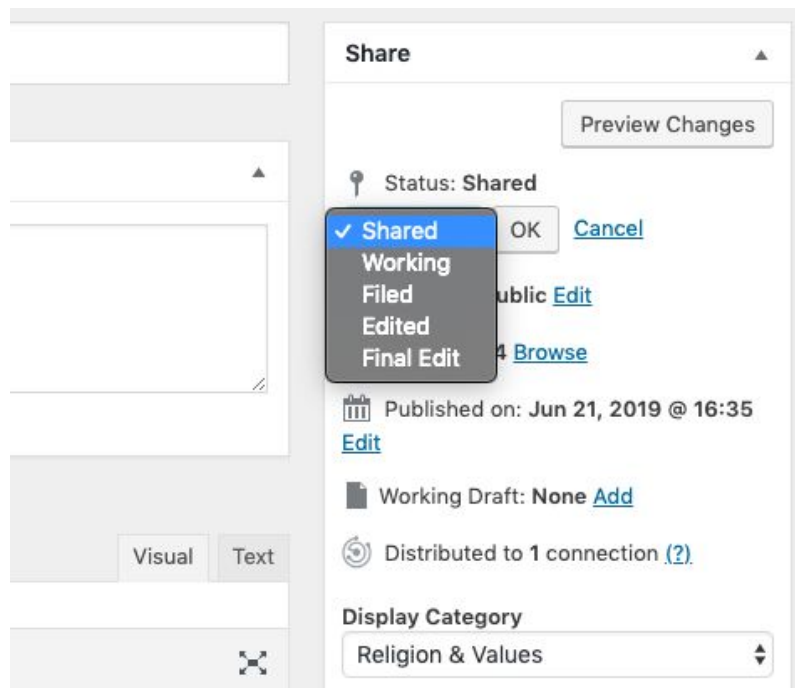 Share
Preview Changes
Status: Shared
✓ Shared OK Cancel
Working
Filed ublic Edit
Edited
Final Edit 4 Browse
Published on: Jun 21, 2019 @ 16:35
Edit
Working Draft: None Add
Visual Text Distributed to 1 connection (?)
Display Category
Religion & Values